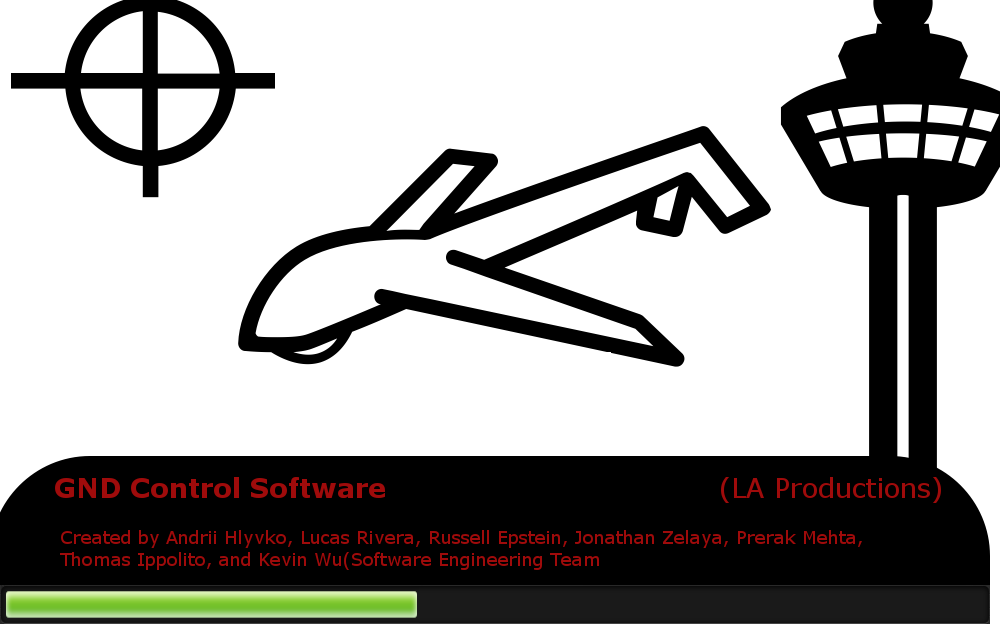 GND Control Software (LA Productions)
Created by Andrii Hlyvko, Lucas Rivera, Russell Epstein, Jonathan Zelaya, Prerak Mehta,
Thomas Ippolito, and Kevin Wu(Software Engineering Team